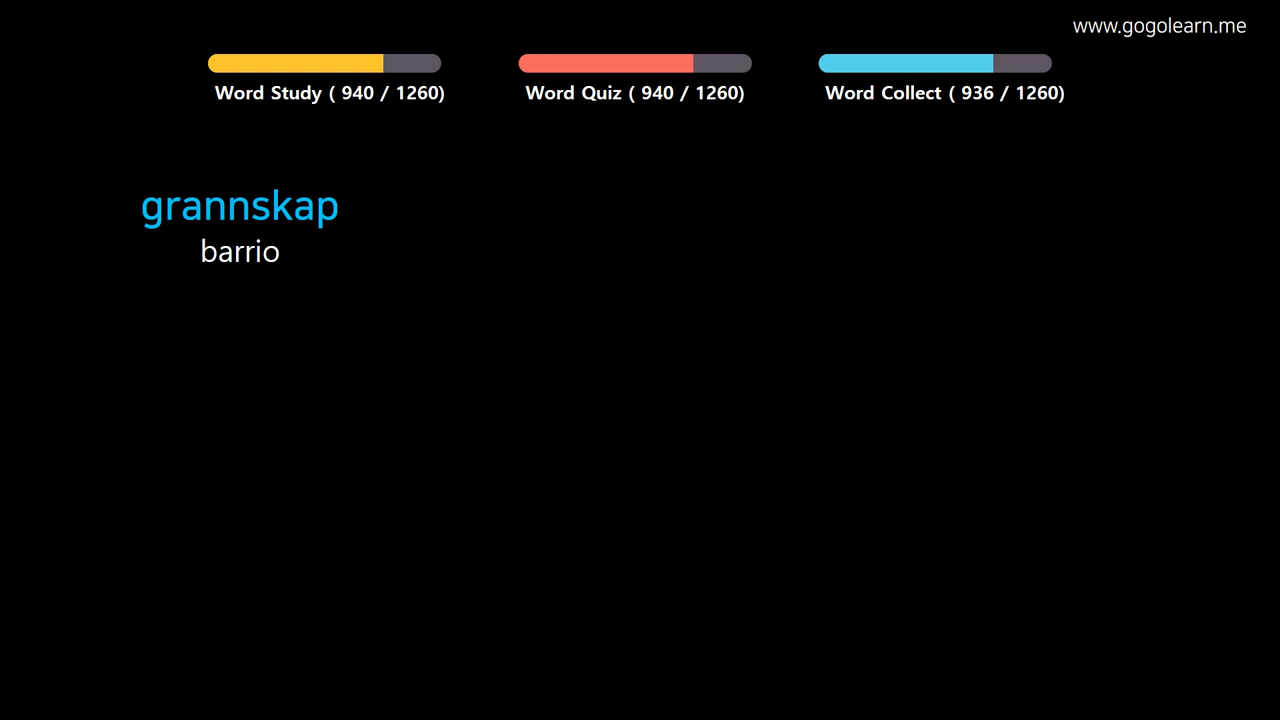 www.gogolearn.me
Word Study ( 940 / 1260)
Word Quiz ( 940 / 1260)
Word Collect ( 936 / 1260)
grannskap
barrio